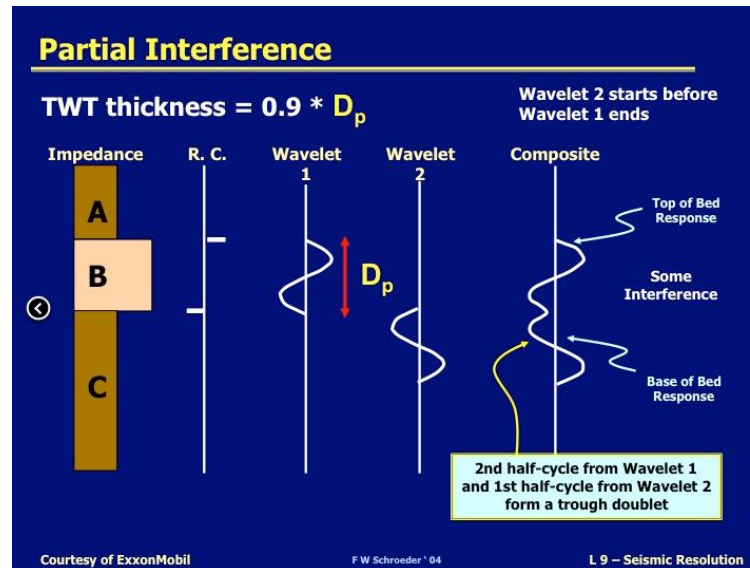 Partial Interference
TWT thickness = 0.9 * Dp
Wavelet 2 starts before
Wavelet 1 ends
Impedance
R. C.
Wavelet
1
Wavelet
2
Composite
A
B
C
Dp
Top of Bed
Response
Some
Interference
Base of Bed
Response
2nd half-cycle from Wavelet 1
and 1st half-cycle from Wavelet 2
form a trough doublet
Courtesy of ExxonMobil
F W Schroeder ‘ 04
L 9 – Seismic Resolution